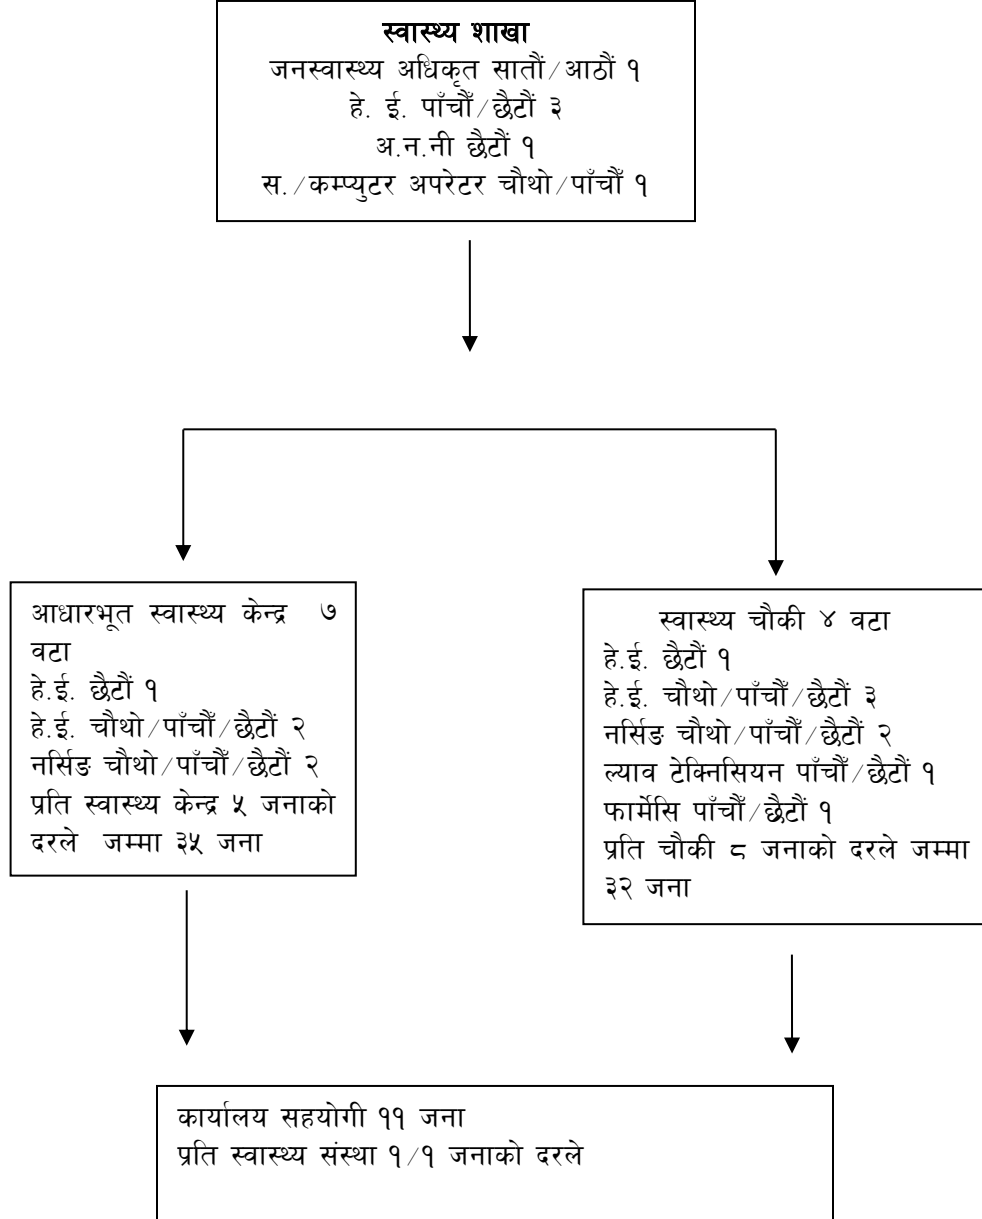 स्वास्थ्य शाखा
जनस्वास्थ्य अधिकृत सातौं/आठौं १
हे. ई. पाँचौं/छैटौं ३
अ.न.नी छैटौं १
स./कम्प्युटर अपरेटर चौथो/पाँचौं १
आधारभूत स्वास्थ्य केन्द्र ७
वटा
हे.ई. छैटौं १
हे.ई. चौथो/पाँचौं/छैटौं २
नर्सिङ चौथो/पाँचौं/छैटौं २
प्रति स्वास्थ्य केन्द्र ५ जनाको
दरले जम्मा ३५ जना
स्वास्थ्य चौकी ४ वटा
हे.ई. छैटौं १
हे.ई. चौथो/पाँचौं/छैटौं ३
नर्सिङ चौथो/पाँचौं/छैटौं २
ल्याव टेक्निसियन पाँचौं/छैटौं १
फार्मेसि पाँचौं/छैटौं १
प्रति चौकी ८ जनाको दरले जम्मा
३२ जना
कार्यालय सहयोगी ११ जना
प्रति स्वास्थ्य संस्था १/१ जनाको दरले